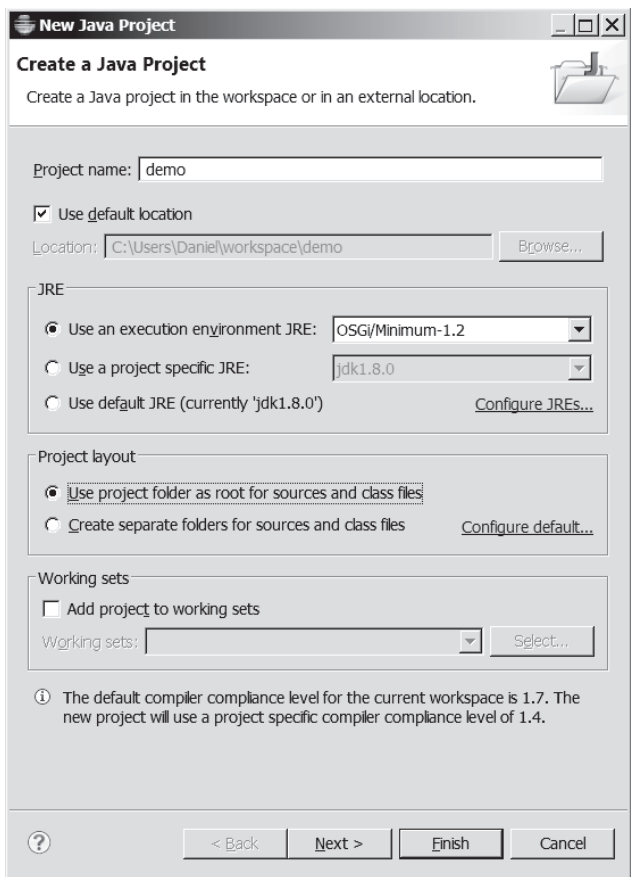 New Java Project
Create a Java Project
Create a Java project in the workspace or in an external location.
Project name: demo
Use default location
Location: C:\Users\Daniel\workspace\demo Browse...
JRE
Use an execution environment JRE: OSGi/Minimum-1.2
Use a project specific JRE: jdk1.8.0
Use default JRE (currently 'jdk1.8.0') Configure JREs...
Project layout
Use project folder as root for sources and class files
Create separate folders for sources and class files Configure default...
Working sets
Add project to working sets
Working sets: Select...
The default compiler compliance level for the current workspace is 1.7. The
new project will use a project specific compiler compliance level of 1.4.
? < Back Next > Finish Cancel